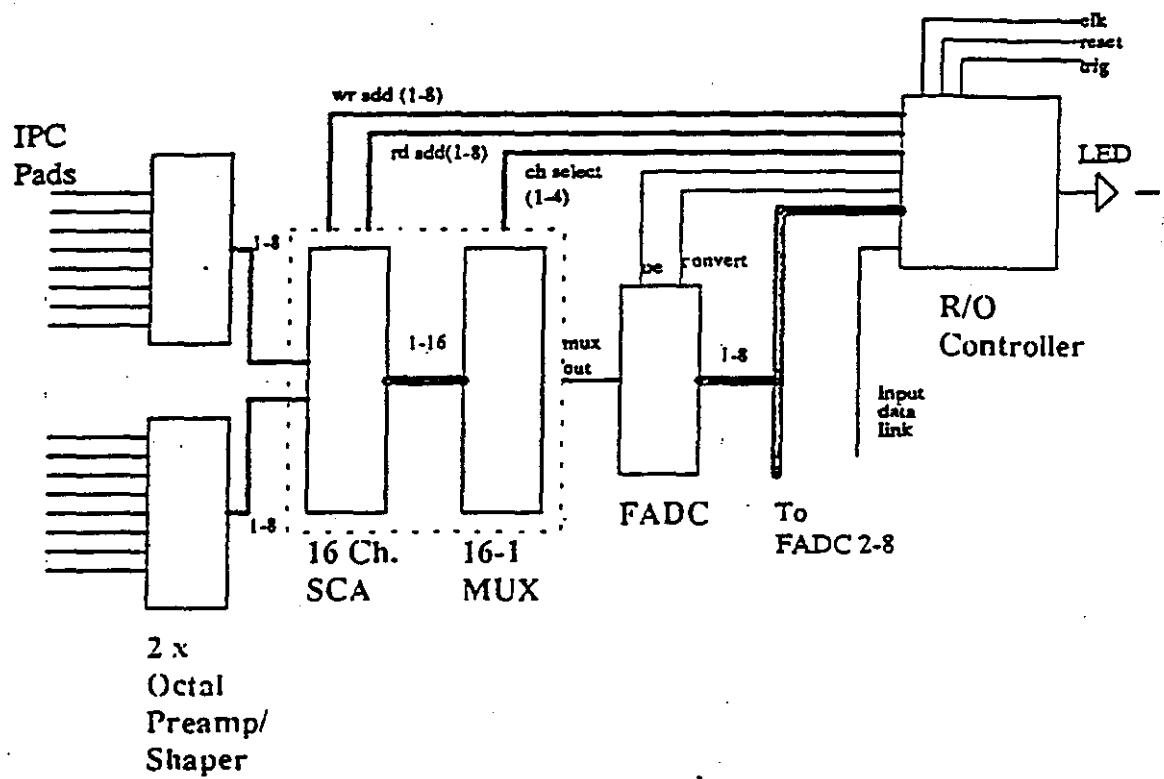 clk
reset
trig
wr add (1-8)
IPC
Pads
rd add(1-8)
ch select
(1-4)
LED
1-8
oe
convert
R/O
Controller
1-16
mux
out
1-8
Input
data
link
1-8
FADC
To
FADC 2-8
16 Ch.
SCA
16-1
MUX
2 x
Octal
Preamp/
Shaper